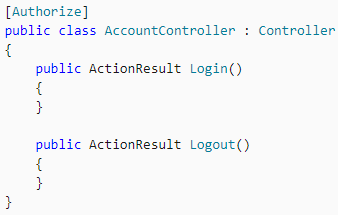 [Authorize]
public class AccountController : Controller
{
    public ActionResult Login()
    {
    }

    public ActionResult Logout()
    {
    }
}